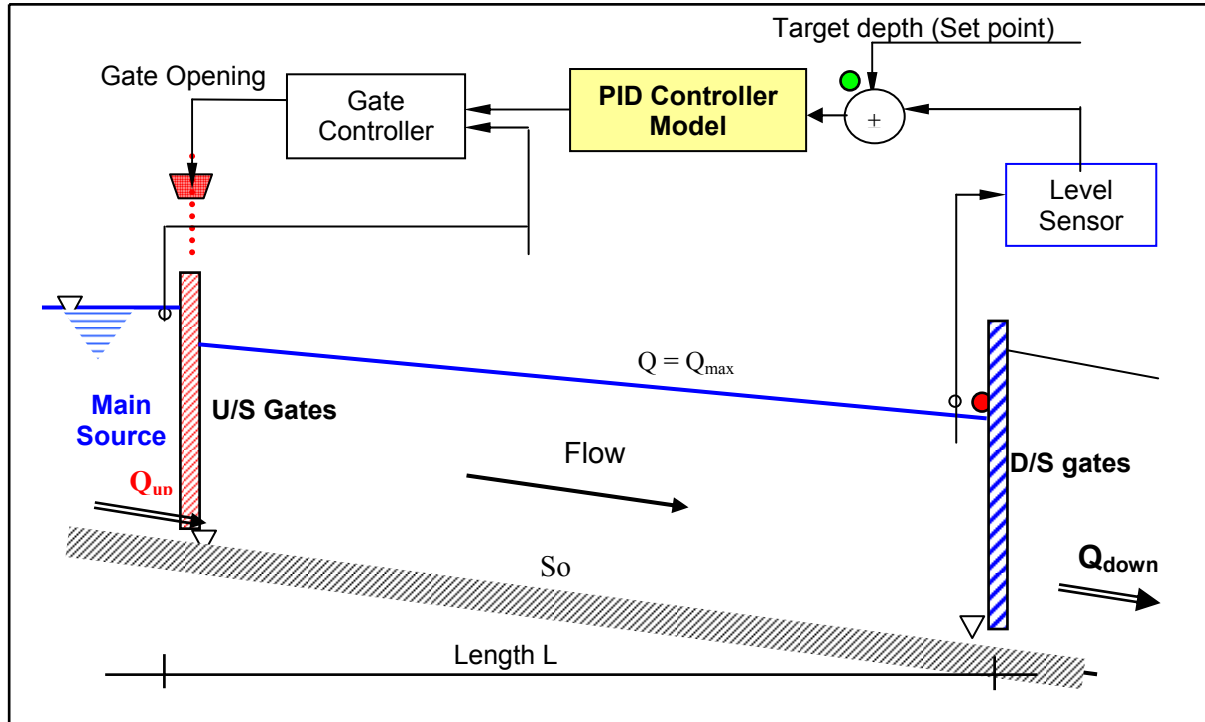 Target depth (Set point)
Gate Opening
Gate
Controller
PID Controller
Model
±
Level
Sensor
Q = Qmax
Main
Source
U/S Gates
Flow
D/S gates
Qup
So
Qdown
Length L